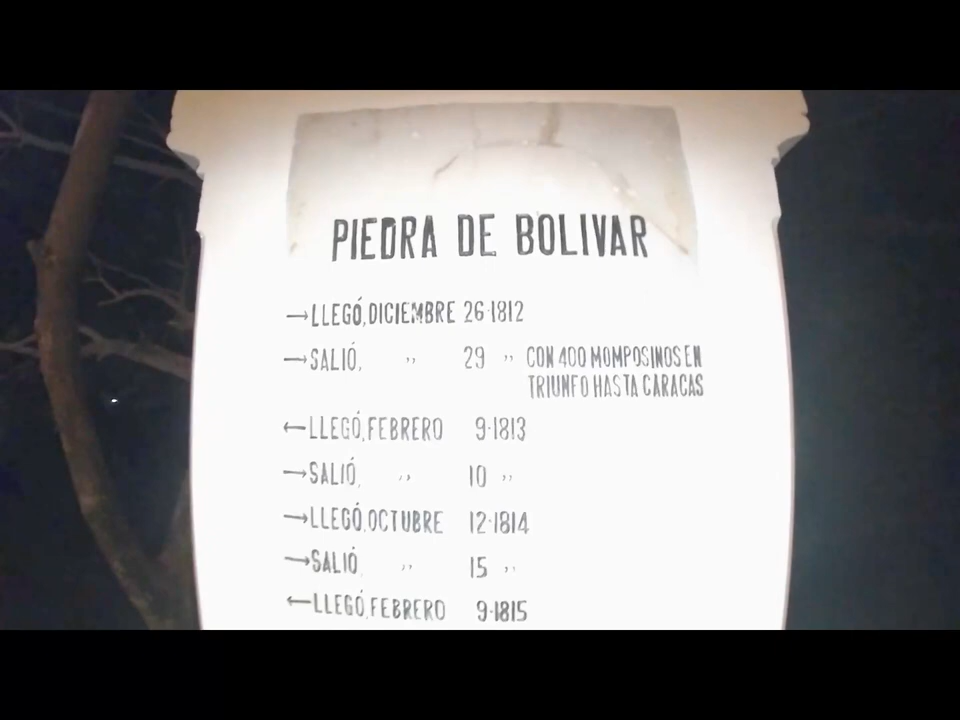 PIEDRA DE BOLIVAR
→LLEGÓ, DICIEMBRE 26·1812
→SALIÓ, " 29 " CON 400 MOMPOSINOS EN
TRIUNFO HASTA CARACAS
←LLEGÓ, FEBRERO 9·1813
→SALIÓ, " 10 "
→LLEGÓ, OCTUBRE 12·1814
→SALIÓ, " 15 "
←LLEGÓ, FEBRERO 9·1815